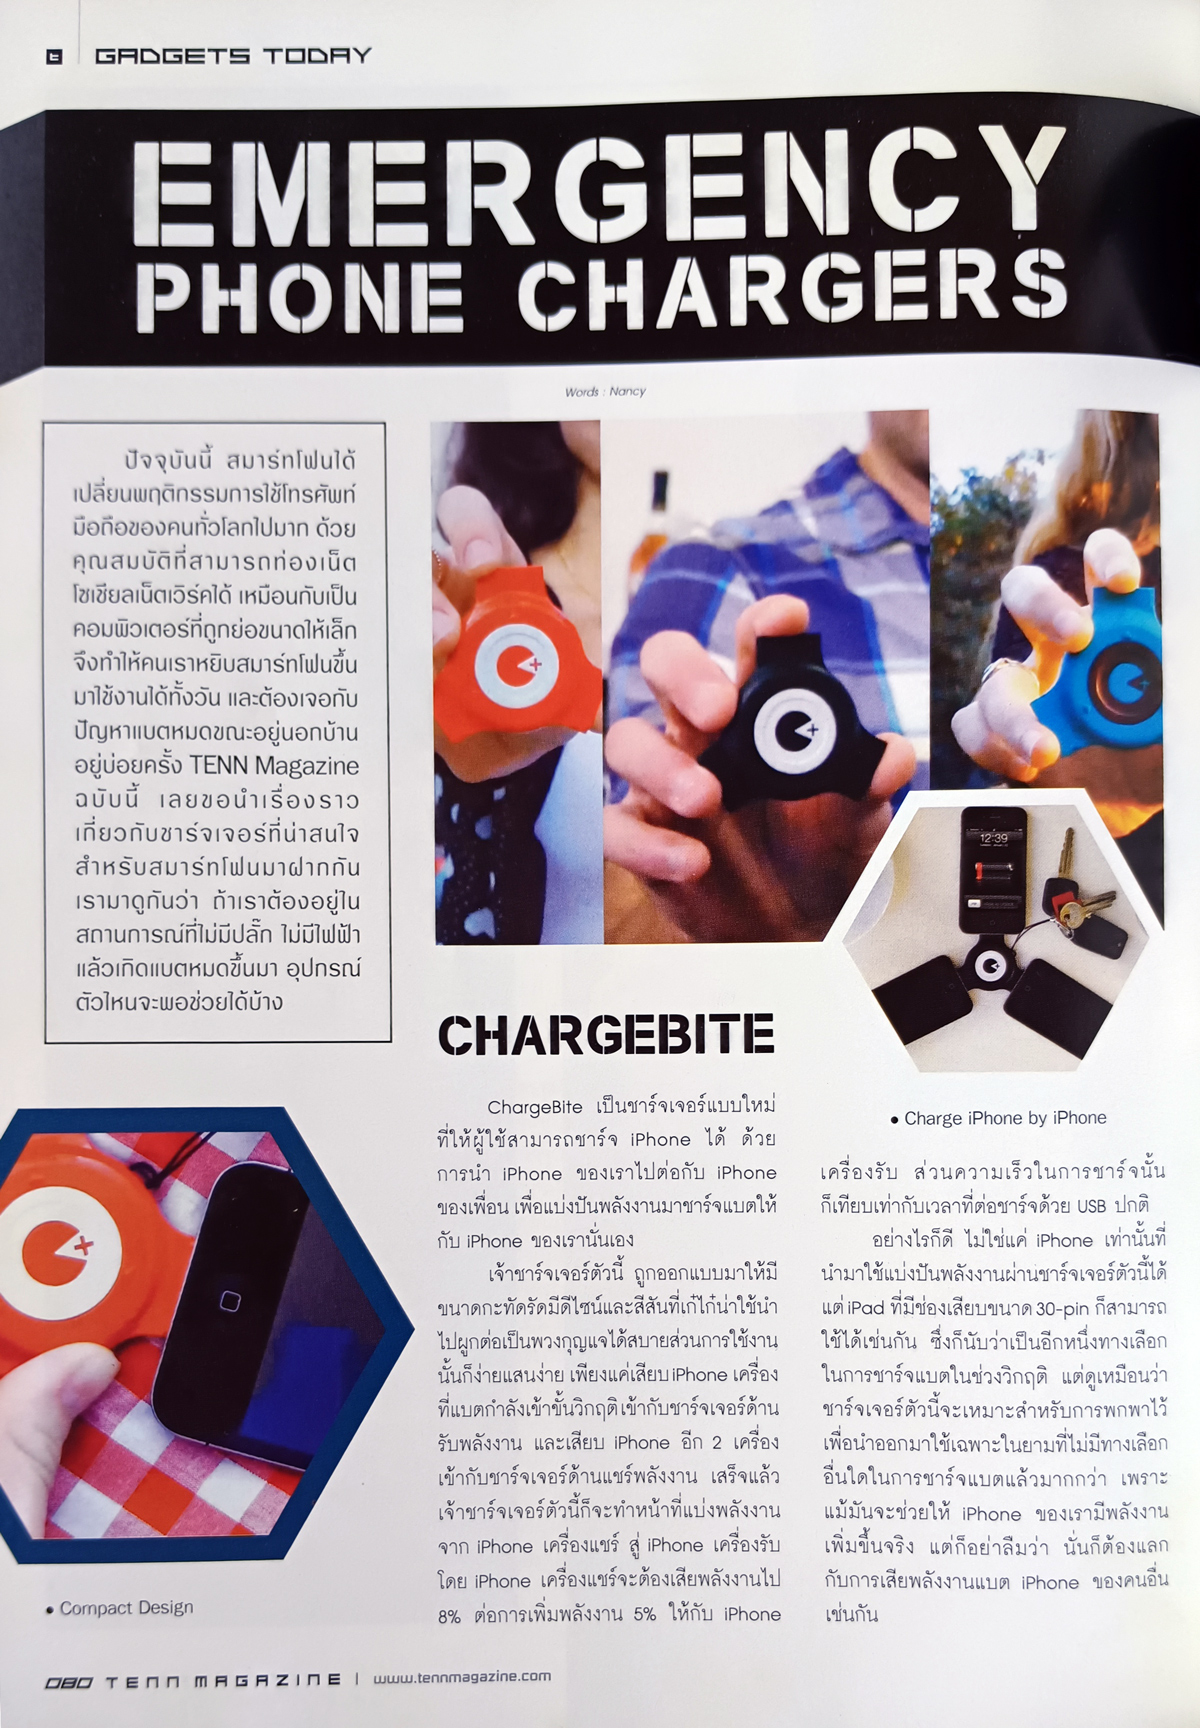 GADGETS TODAY
EMERGENCY
PHONE CHARGERS
Words : Nancy
ปัจจุบันนี้ สมาร์ทโฟนได้
เปลี่ยนพฤติกรรมการใช้โทรศัพท์
มือถือของคนทั่วโลกไปมาก ด้วย
คุณสมบัติที่สามารถท่องเน็ต
โซเชียลเน็ตเวิร์คได้ เหมือนกับเป็น
คอมพิวเตอร์ที่ถูกย่อขนาดให้เล็ก
จึงทำให้คนเราหยิบสมาร์ทโฟนขึ้น
มาใช้งานได้ทั้งวัน และต้องเจอกับ
ปัญหาแบตหมดขณะอยู่นอกบ้าน
อยู่บ่อยครั้ง TENN Magazine
ฉบับนี้ เลยขอนำเรื่องราว
เกี่ยวกับชาร์จเจอร์ที่น่าสนใจ
สำหรับสมาร์ทโฟนมาฝากกัน
เรามาดูกันว่า ถ้าเราต้องอยู่ใน
สถานการณ์ที่ไม่มีปลั๊ก ไม่มีไฟฟ้า
แล้วเกิดแบตหมดขึ้นมา อุปกรณ์
ตัวไหนจะพอช่วยได้บ้าง
12:39
CHARGEBITE
ChargeBite เป็นชาร์จเจอร์แบบใหม่
ที่ให้ผู้ใช้สามารถชาร์จ iPhone ได้ ด้วย
การนำ iPhone ของเราไปต่อกับ iPhone
ของเพื่อน เพื่อแบ่งปันพลังงานมาชาร์จแบตให้
กับ iPhone ของเรานั่นเอง
เจ้าชาร์จเจอร์ตัวนี้ ถูกออกแบบมาให้มี
ขนาดกะทัดรัดมีดีไซน์และสีสันที่เก๋ไก๋น่าใช้นำ
ไปผูกต่อเป็นพวงกุญแจได้สบายส่วนการใช้งาน
นั้นก็ง่ายแสนง่าย เพียงแค่เสียบ iPhone เครื่อง
ที่แบตกำลังเข้าขั้นวิกฤติ เข้ากับชาร์จเจอร์ด้าน
รับพลังงาน และเสียบ iPhone อีก 2 เครื่อง
เข้ากับชาร์จเจอร์ด้านแชร์พลังงาน เสร็จแล้ว
เจ้าชาร์จเจอร์ตัวนี้ก็จะทำหน้าที่แบ่งพลังงาน
จาก iPhone เครื่องแชร์ สู่ iPhone เครื่องรับ
โดย iPhone เครื่องแชร์จะต้องเสียพลังงานไป
8% ต่อการเพิ่มพลังงาน 5% ให้กับ iPhone
• Charge iPhone by iPhone
เครื่องรับ ส่วนความเร็วในการชาร์จนั้น
ก็เทียบเท่ากับเวลาที่ต่อชาร์จด้วย USB ปกติ
อย่างไรก็ดี ไม่ใช่แค่ iPhone เท่านั้นที่
นำมาใช้แบ่งปันพลังงานผ่านชาร์จเจอร์ตัวนี้ได้
แต่ iPad ที่มีช่องเสียบขนาด 30-pin ก็สามารถ
ใช้ได้เช่นกัน ซึ่งก็นับว่าเป็นอีกหนึ่งทางเลือก
ในการชาร์จแบตในช่วงวิกฤติ แต่ดูเหมือนว่า
ชาร์จเจอร์ตัวนี้จะเหมาะสำหรับการพกพาไว้
เพื่อนำออกมาใช้เฉพาะในยามที่ไม่มีทางเลือก
อื่นใดในการชาร์จแบตแล้วมากกว่า เพราะ
แม้มันจะช่วยให้ iPhone ของเรามีพลังงาน
เพิ่มขึ้นจริง แต่ก็อย่าลืมว่า นั่นก็ต้องแลก
กับการเสียพลังงานแบต iPhone ของคนอื่น
เช่นกัน
• Compact Design
080 TENN MAGAZINE | www.tennmagazine.com